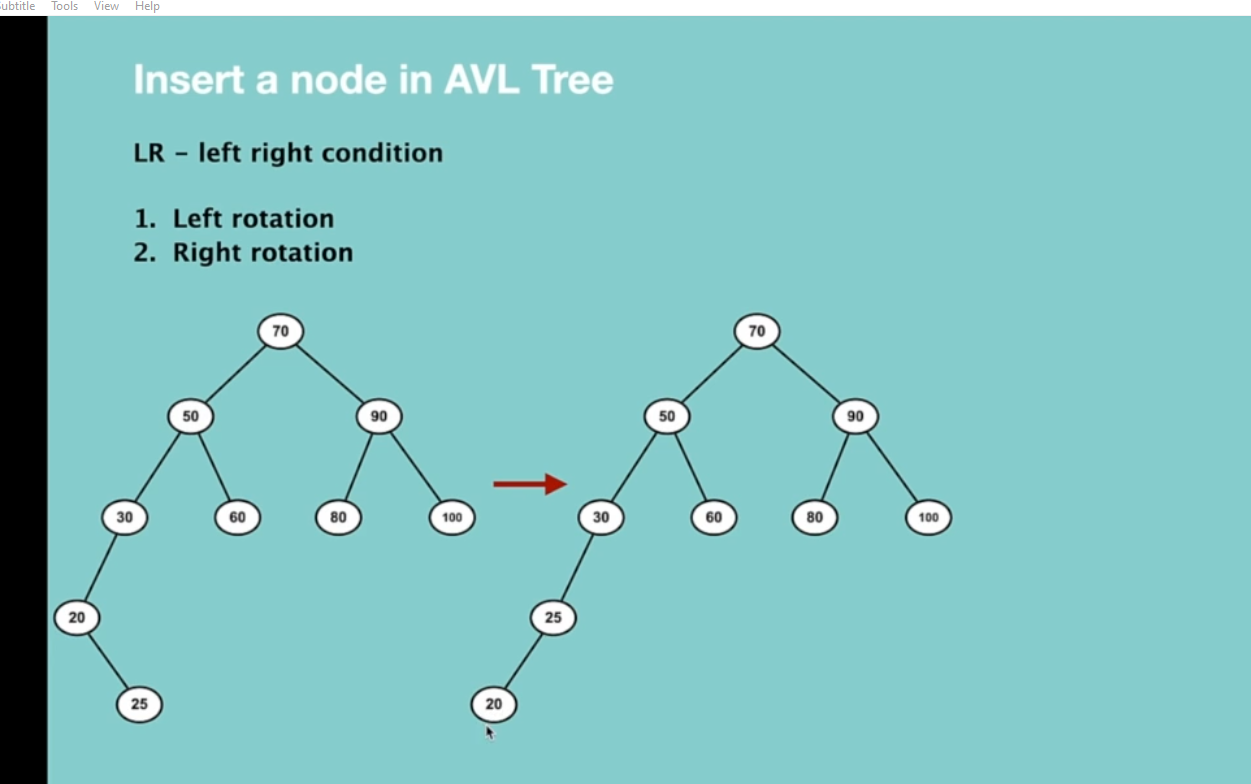 Subtitle Tools View Help
Insert a node in AVL Tree
LR – left right condition
1. Left rotation
2. Right rotation
70 70
50 90 50 90
30 60 80 100 30 60 80 100
20 25
25 20